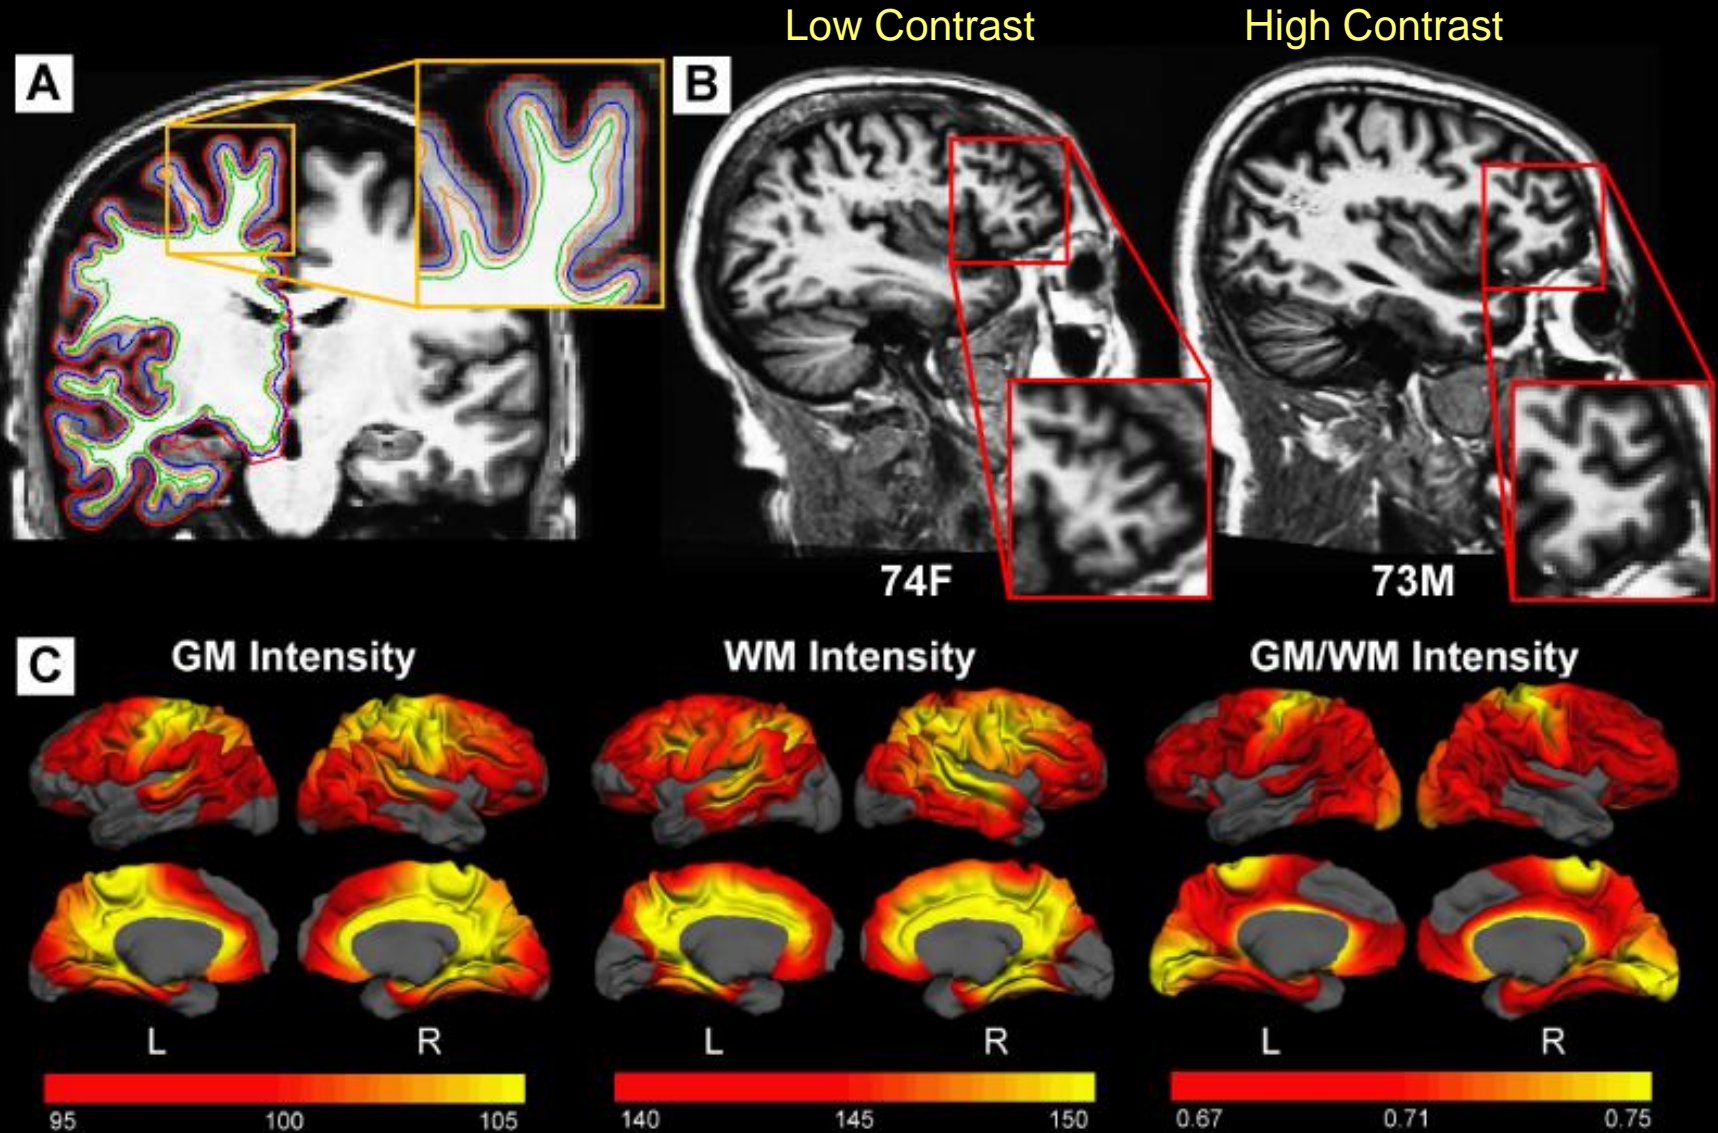 Low Contrast
High Contrast
A
B
74F
73M
C
GM Intensity
WM Intensity
GM/WM Intensity
L R L R L R
95 100 105
140 145 150
0.67 0.71 0.75